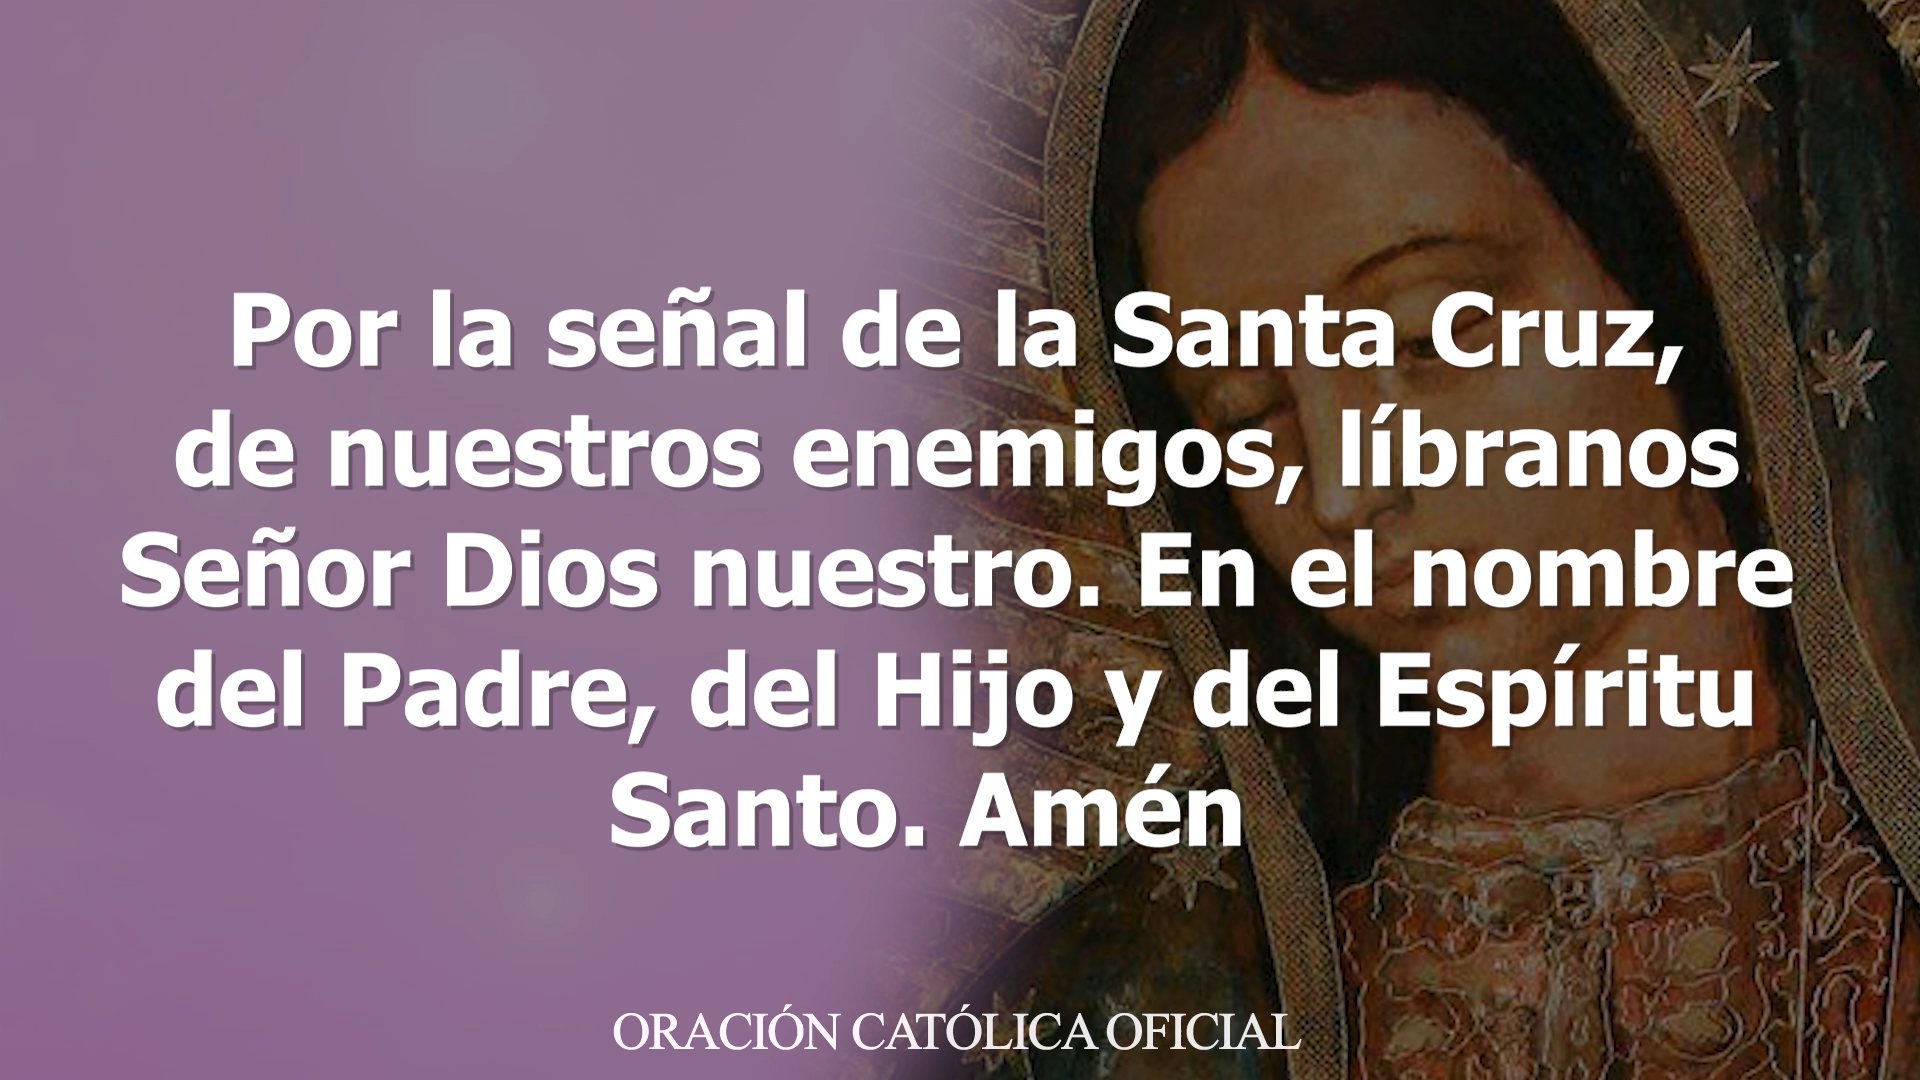 Por la señal de la Santa Cruz,
de nuestros enemigos, líbranos
Señor Dios nuestro. En el nombre
del Padre, del Hijo y del Espíritu
Santo. Amén
ORACIÓN CATÓLICA OFICIAL